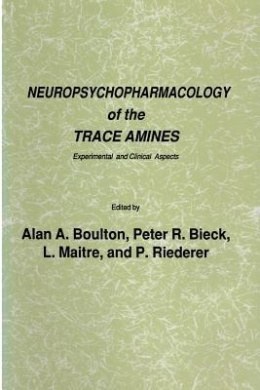 NEUROPSYCHOPHARMACOLOGY
of the
TRACE AMINES
Experimental and Clinical Aspects
Edited by
Alan A. Boulton, Peter R. Bieck,
L. Maitre, and P. Riederer